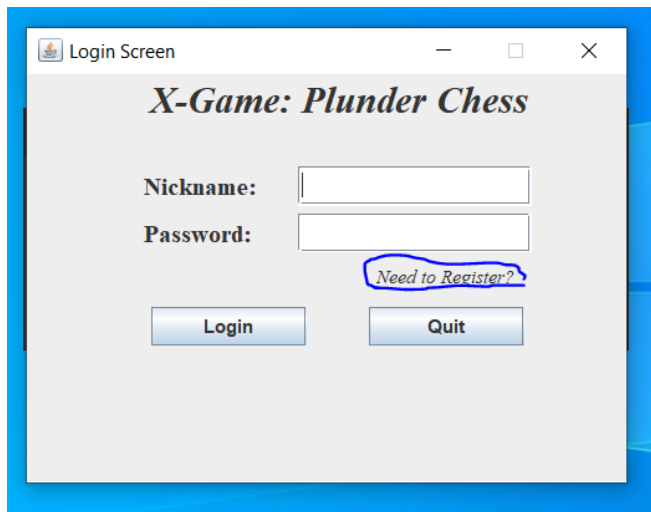 Login Screen
X-Game: Plunder Chess
Nickname:
Password:
Need to Register?
Login Quit